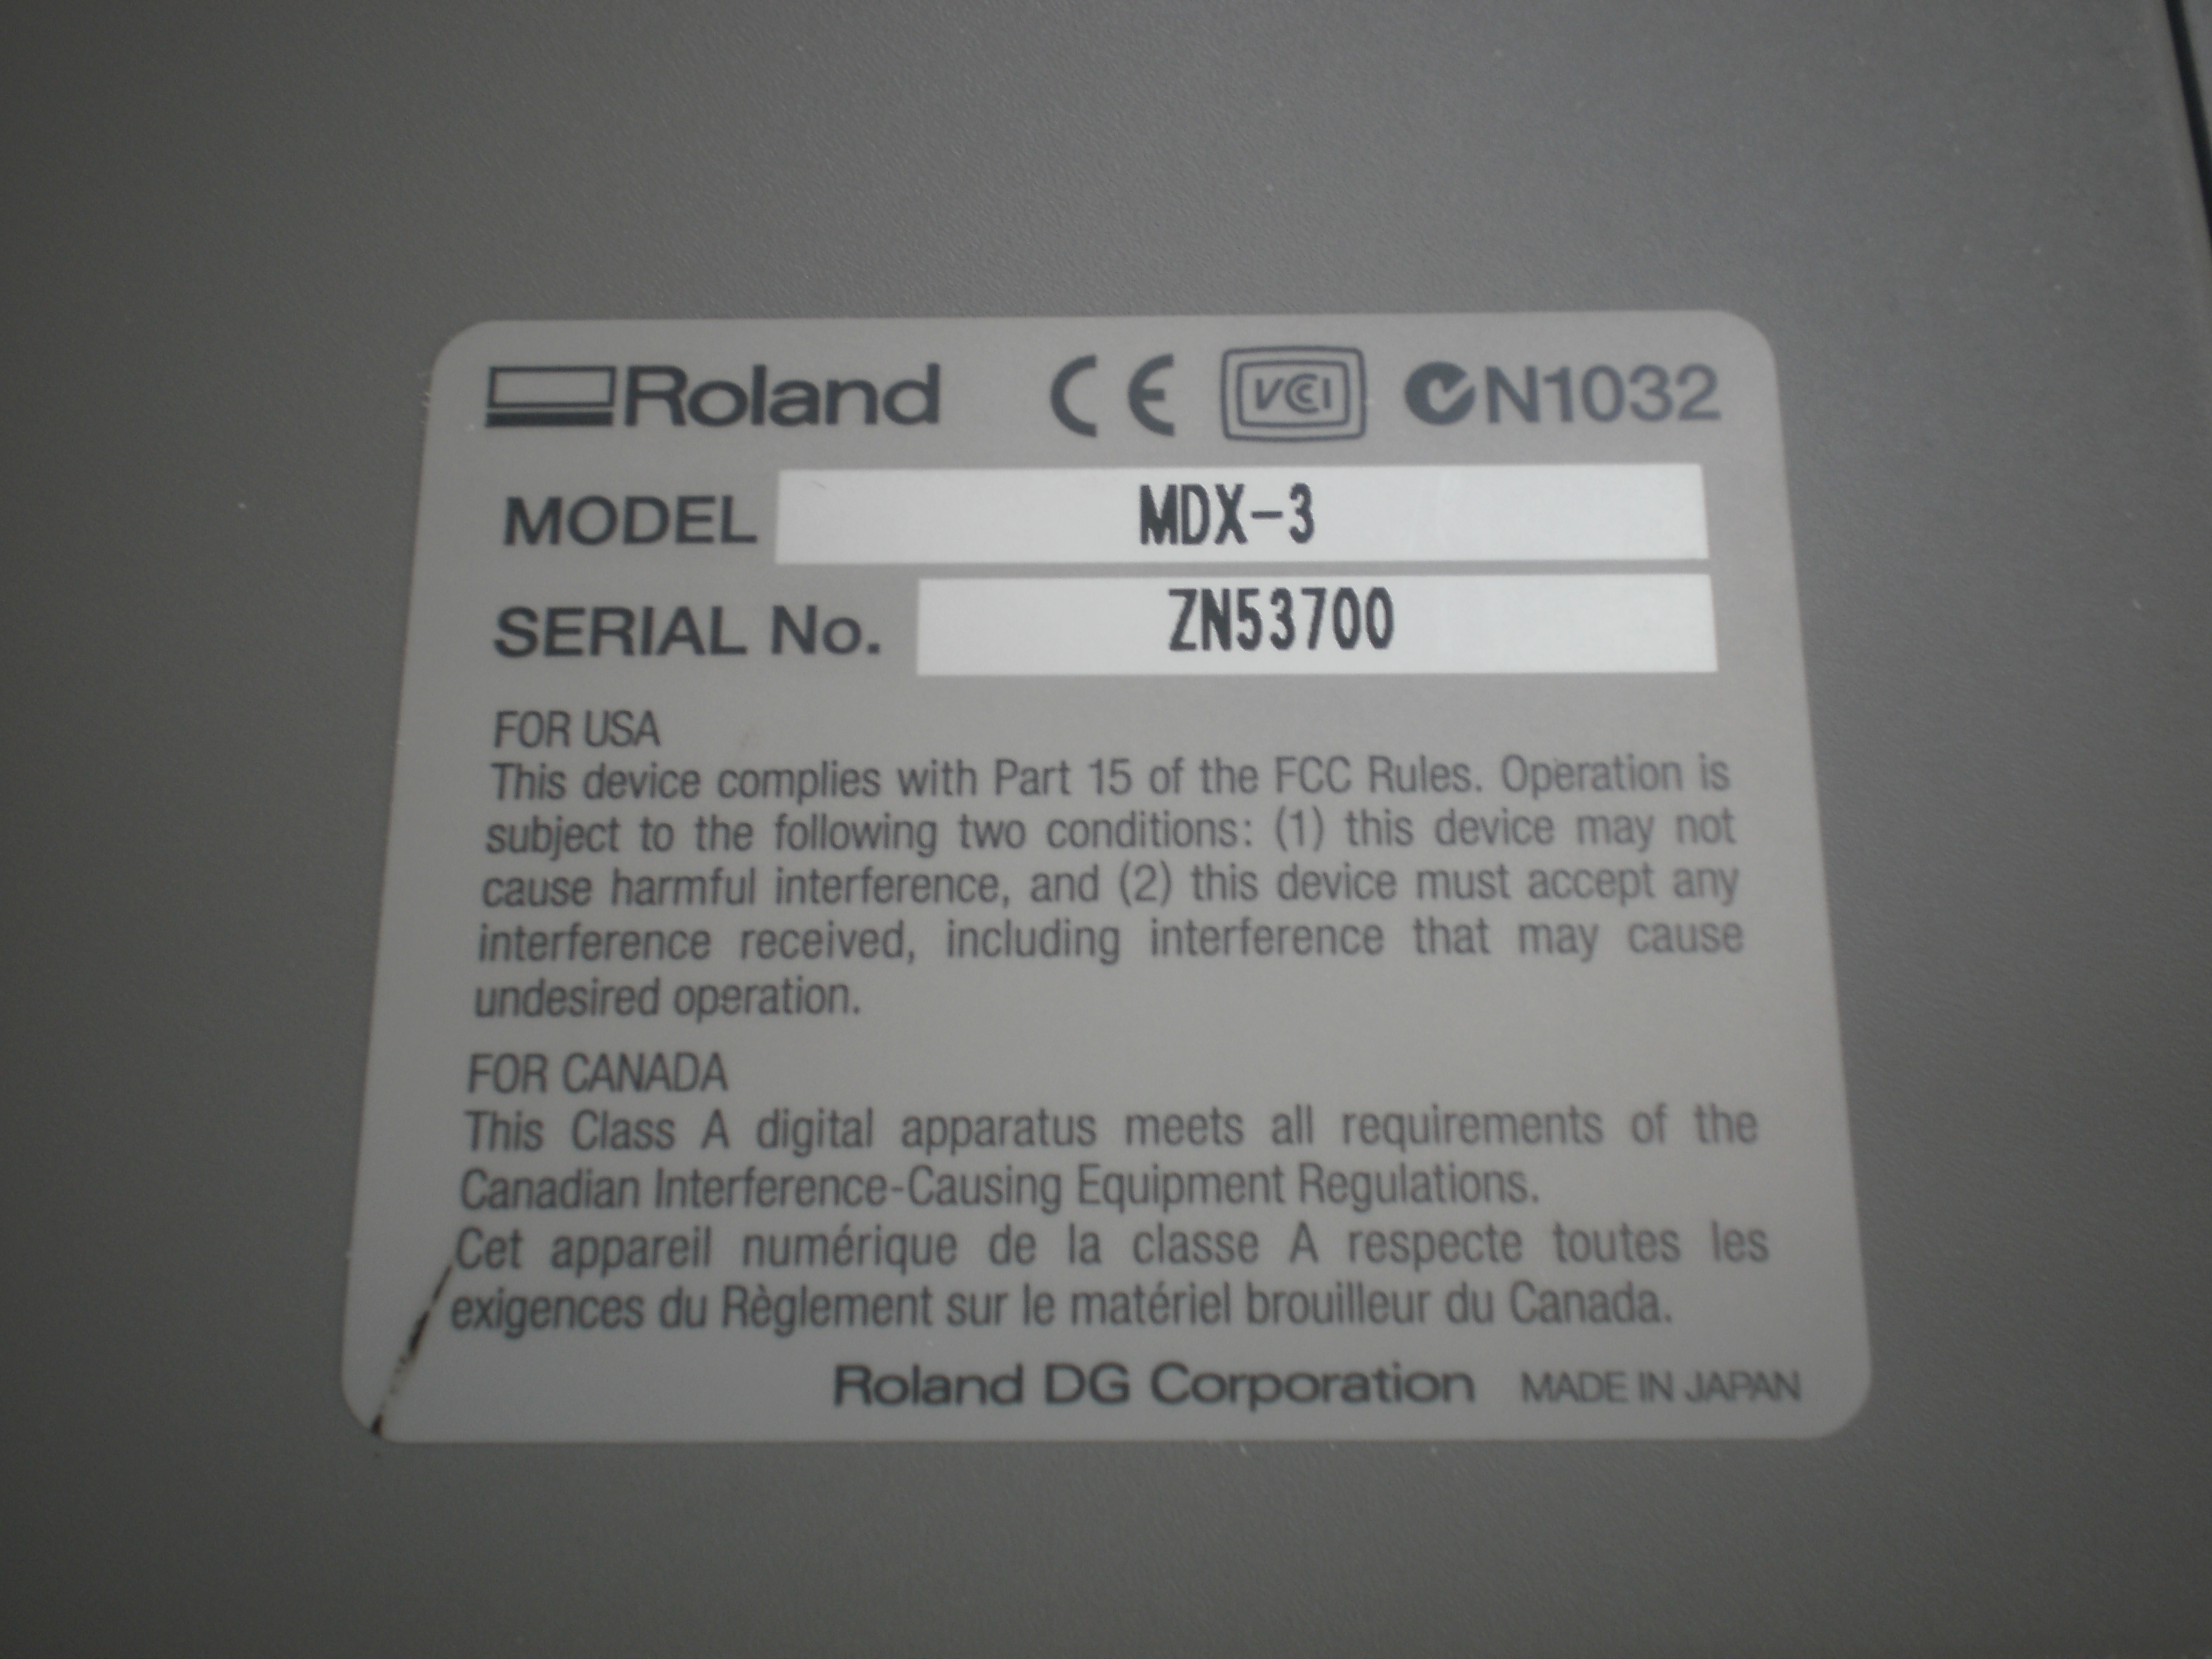 Roland CE VCCI N1032
MODEL MDX-3
SERIAL No. ZN53700
FOR USA
This device complies with Part 15 of the FCC Rules. Operation is
subject to the following two conditions: (1) this device may not
cause harmful interference, and (2) this device must accept any
interference received, including interference that may cause
undesired operation.
FOR CANADA
This Class A digital apparatus meets all requirements of the
Canadian Interference-Causing Equipment Regulations.
Cet appareil numérique de la classe A respecte toutes les
exigences du Règlement sur le matériel brouilleur du Canada.
Roland DG Corporation MADE IN JAPAN